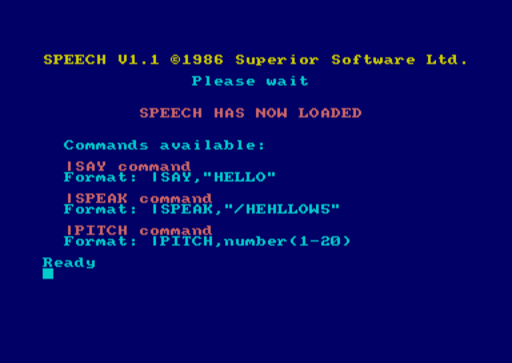 SPEECH V1.1 ©1986 Superior Software Ltd.
Please wait
SPEECH HAS NOW LOADED
Commands available:
|SAY command
Format: |SAY,"HELLO"
|SPEAK command
Format: |SPEAK,"/HEHLLOW5"
|PITCH command
Format: |PITCH,number(1-20)
Ready